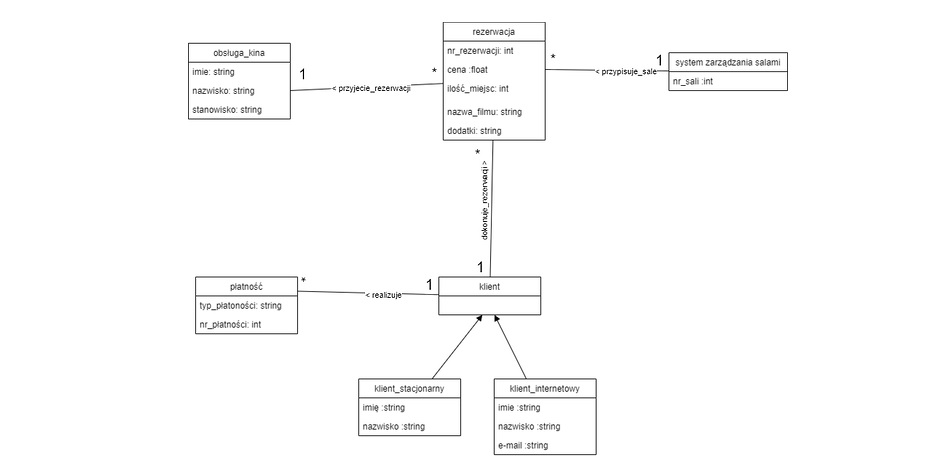 rezerwacja
nr_rezerwacji: int
cena :float
ilość_miejsc: int
nazwa_filmu: string
dodatki: string
obsługa_kina
imie: string
nazwisko: string
stanowisko: string
1
< przyjecie_rezerwacji
*
*
< przypisuje_sale
1
system zarządzania salami
nr_sali :int
*
dokonuje_rezerwacji >
1
płatność
typ_płatoności: string
nr_płatności: int
*
< realizuje
1
klient
klient_stacjonarny
imię :string
nazwisko :string
klient_internetowy
imie :string
nazwisko :string
e-mail :string